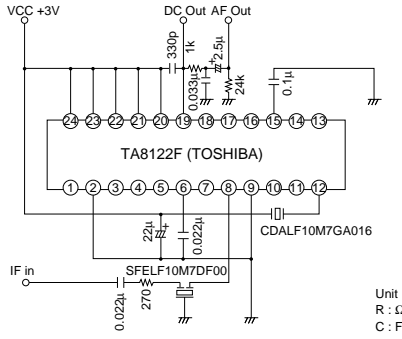 VCC +3V
DC Out
AF Out
330p
1k
2.5μ
+
0.033μ
24k
0.1μ
24 23 22 21 20 19 18 17 16 15 14 13
TA8122F (TOSHIBA)
1 2 3 4 5 6 7 8 9 10 11 12
22μ
+
0.022μ
CDALF10M7GA016
IF in
SFELF10M7DF00
0.022μ
270
Unit
R : Ω
C : F